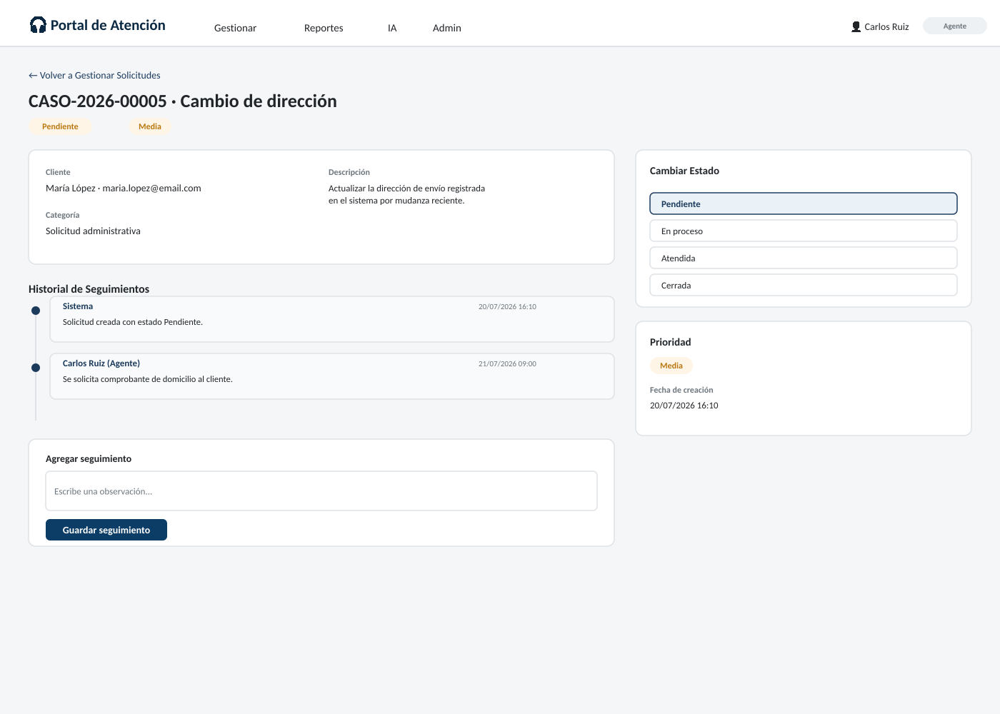 Portal de Atención
Gestionar
Reportes
IA
Admin
Carlos Ruiz
Agente
← Volver a Gestionar Solicitudes
CASO-2026-00005 · Cambio de dirección
Pendiente
Media
Cliente
María López · maria.lopez@email.com
Categoría
Solicitud administrativa
Descripción
Actualizar la dirección de envío registrada
en el sistema por mudanza reciente.
Historial de Seguimientos
Sistema
20/07/2026 16:10
Solicitud creada con estado Pendiente.
Carlos Ruiz (Agente)
21/07/2026 09:00
Se solicita comprobante de domicilio al cliente.
Agregar seguimiento
Escribe una observación...
Guardar seguimiento
Cambiar Estado
Pendiente
En proceso
Atendida
Cerrada
Prioridad
Media
Fecha de creación
20/07/2026 16:10